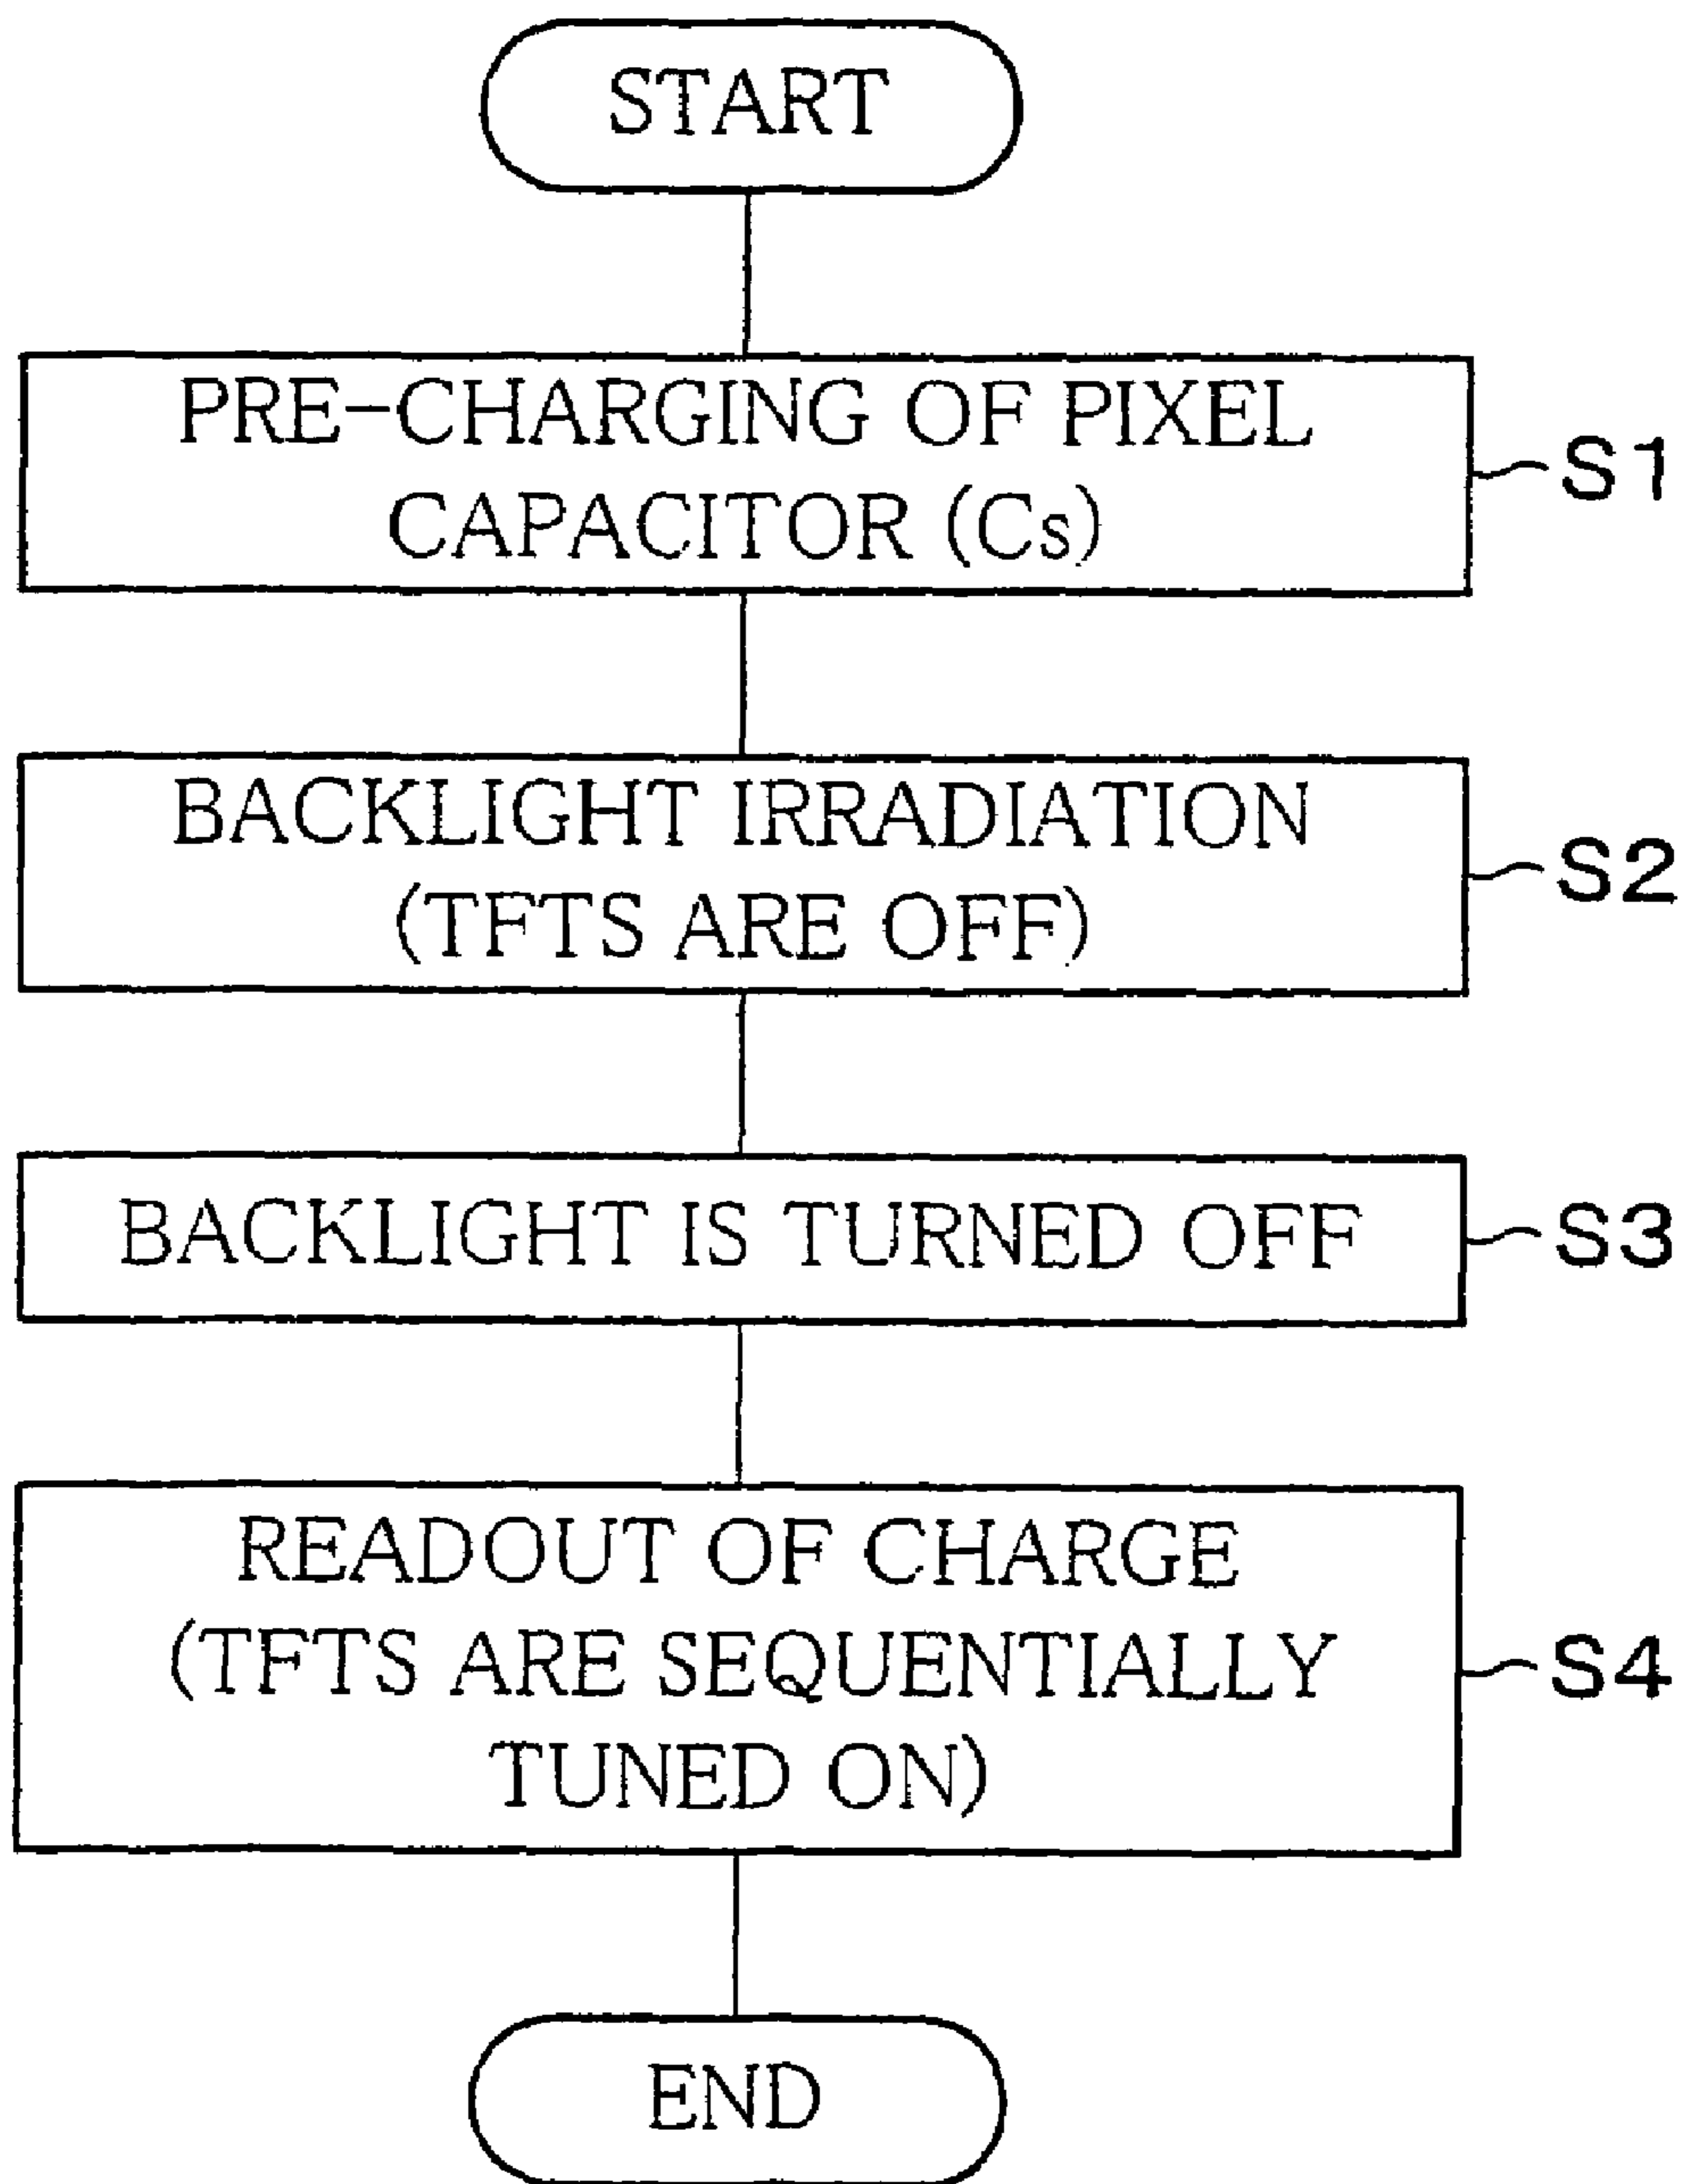 START
PRE-CHARGING OF PIXEL
CAPACITOR (Cs)
S1
BACKLIGHT IRRADIATION
(TFTS ARE OFF)
S2
BACKLIGHT IS TURNED OFF
S3
READOUT OF CHARGE
(TFTS ARE SEQUENTIALLY
TUNED ON)
S4
END